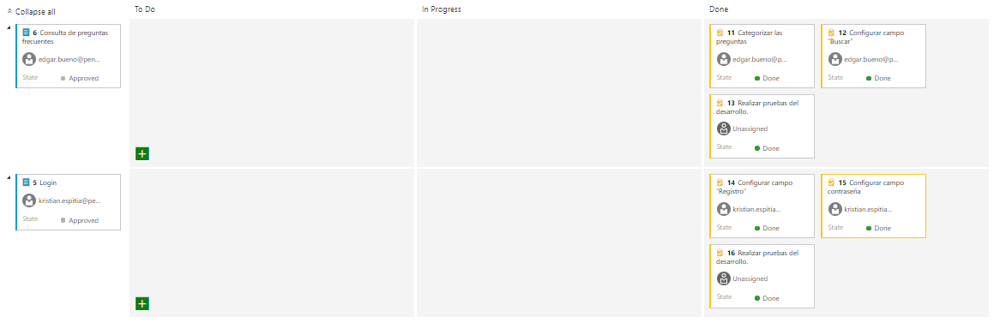 Collapse all
To Do
In Progress
Done
6 Consulta de preguntas
frecuentes
edgar.bueno@pen...
State Approved
11 Categorizar las
preguntas
edgar.bueno@p...
State Done
12 Configurar campo
"Buscar"
edgar.bueno@p...
State Done
13 Realizar pruebas del
desarrollo.
Unassigned
State Done
5 Login
kristian.espitia@pe...
State Approved
14 Configurar campo
"Registro"
kristian.espitia...
State Done
15 Configurar campo
contraseña
kristian.espitia...
State Done
16 Realizar pruebas del
desarrollo.
Unassigned
State Done